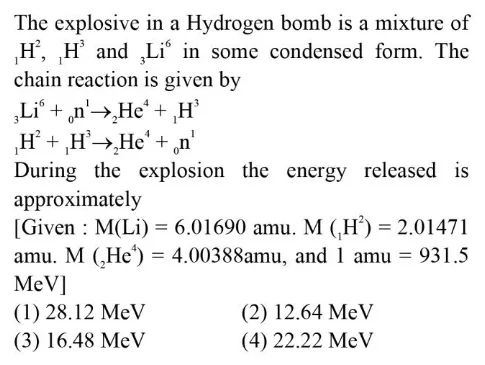 The explosive in a Hydrogen bomb is a mixture of
₁H², ₁H³ and ₃Li⁶ in some condensed form. The
chain reaction is given by
₃Li⁶ + ₀n¹→₂He⁴ + ₁H³
₁H² + ₁H³→₂He⁴ + ₀n¹
During the explosion the energy released is
approximately
[Given : M(Li) = 6.01690 amu. M (₁H²) = 2.01471
amu. M (₂He⁴) = 4.00388amu, and 1 amu = 931.5
MeV]
(1) 28.12 MeV (2) 12.64 MeV
(3) 16.48 MeV (4) 22.22 MeV